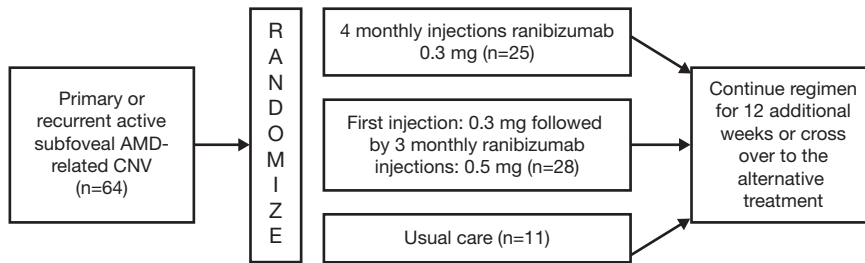 Primary or
recurrent active
subfoveal AMD-
related CNV
(n=64)
R
A
N
D
O
M
I
Z
E
4 monthly injections ranibizumab
0.3 mg (n=25)
First injection: 0.3 mg followed
by 3 monthly ranibizumab
injections: 0.5 mg (n=28)
Usual care (n=11)
Continue regimen
for 12 additional
weeks or cross
over to the
alternative
treatment